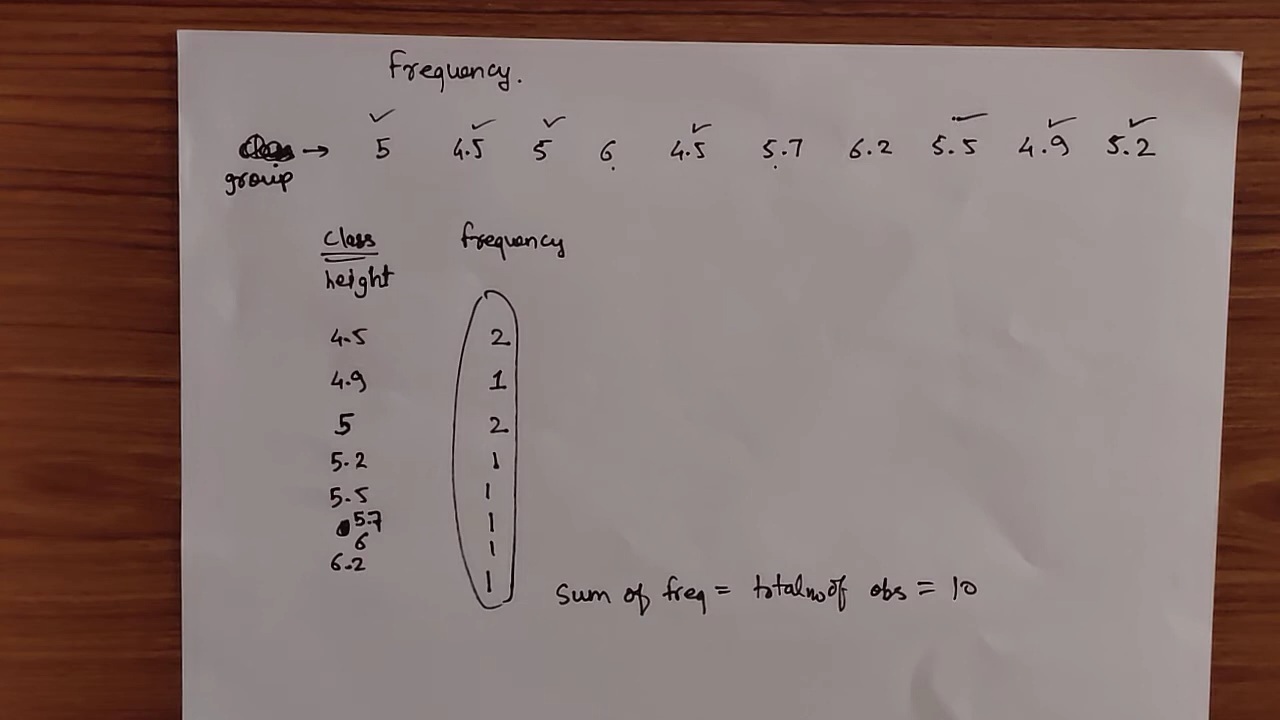 Frequency.
→ 5 4.5 5 6 4.5 5.7 6.2 5.5 4.9 5.2
group
Class frequency
height
4.5 2
4.9 1
5 2
5.2 1
5.5 1
5.7 1
6 1
6.2 1
Sum of freq = total no of obs = 10